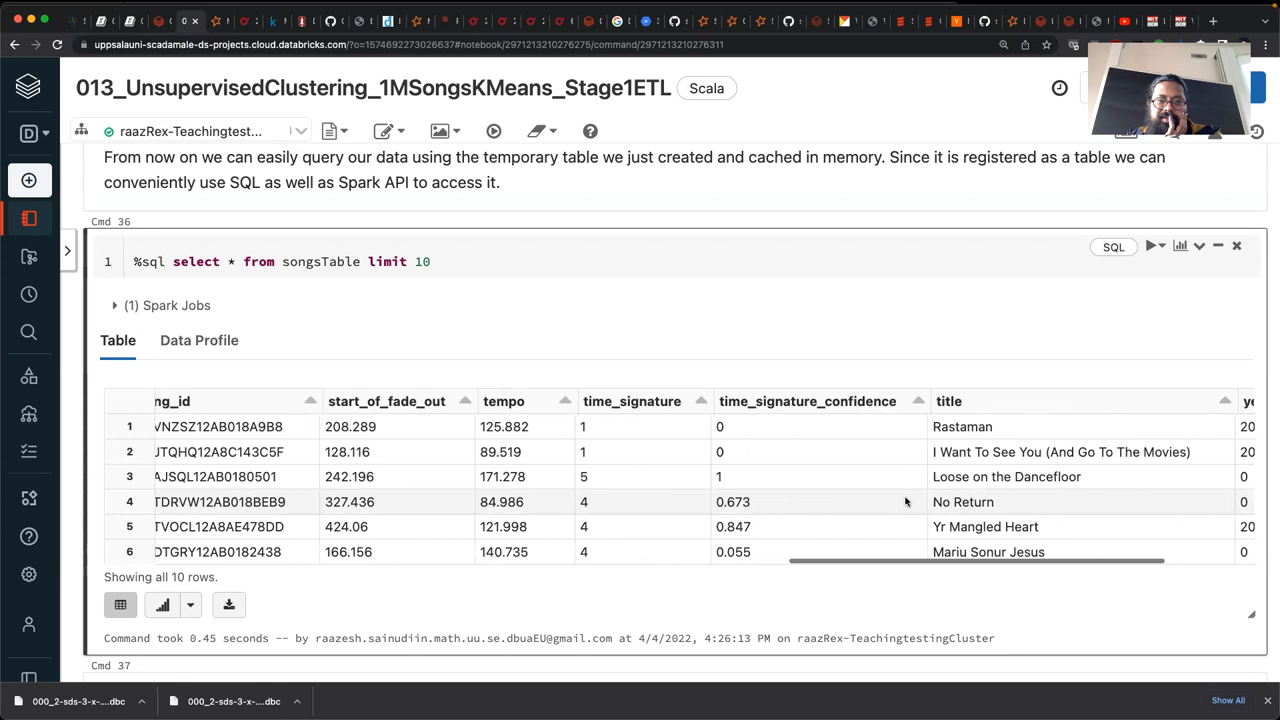 uppsalauni-scadamale-ds-projects.cloud.databricks.com/?o=1574692273026637#notebook/2971213210276275/command/2971213210276311
013_UnsupervisedClustering_1MSongsKMeans_Stage1ETL Scala
raazRex-Teachingtest...
From now on we can easily query our data using the temporary table we just created and cached in memory. Since it is registered as a table we can
conveniently use SQL as well as Spark API to access it.
Cmd 36
1 %sql select * from songsTable limit 10
SQL
(1) Spark Jobs
Table Data Profile
ng_id start_of_fade_out tempo time_signature time_signature_confidence title ye
1 VNZSZ12AB018A9B8 208.289 125.882 1 0 Rastaman 20
2 JTQHQ12A8C143C5F 128.116 89.519 1 0 I Want To See You (And Go To The Movies) 20
3 AJSQL12AB0180501 242.196 171.278 5 1 Loose on the Dancefloor 0
4 TDRVW12AB018BEB9 327.436 84.986 4 0.673 No Return 0
5 TVOCL12A8AE478DD 424.06 121.998 4 0.847 Yr Mangled Heart 20
6 DTGRY12AB0182438 166.156 140.735 4 0.055 Mariu Sonur Jesus 0
Showing all 10 rows.
Command took 0.45 seconds -- by raazesh.sainudiin.math.uu.se.dbuaEU@gmail.com at 4/4/2022, 4:26:13 PM on raazRex-TeachingtestingCluster
Cmd 37
000_2-sds-3-x-....dbc 000_2-sds-3-x-....dbc Show All